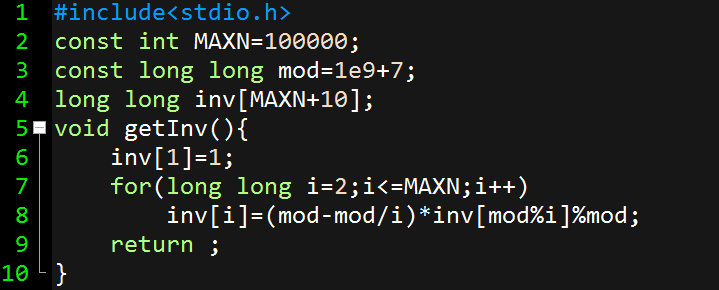 1 #include<stdio.h>
2 const int MAXN=100000;
3 const long long mod=1e9+7;
4 long long inv[MAXN+10];
5 void getInv(){
6     inv[1]=1;
7     for(long long i=2;i<=MAXN;i++)
8         inv[i]=(mod-mod/i)*inv[mod%i]%mod;
9     return ;
10 }